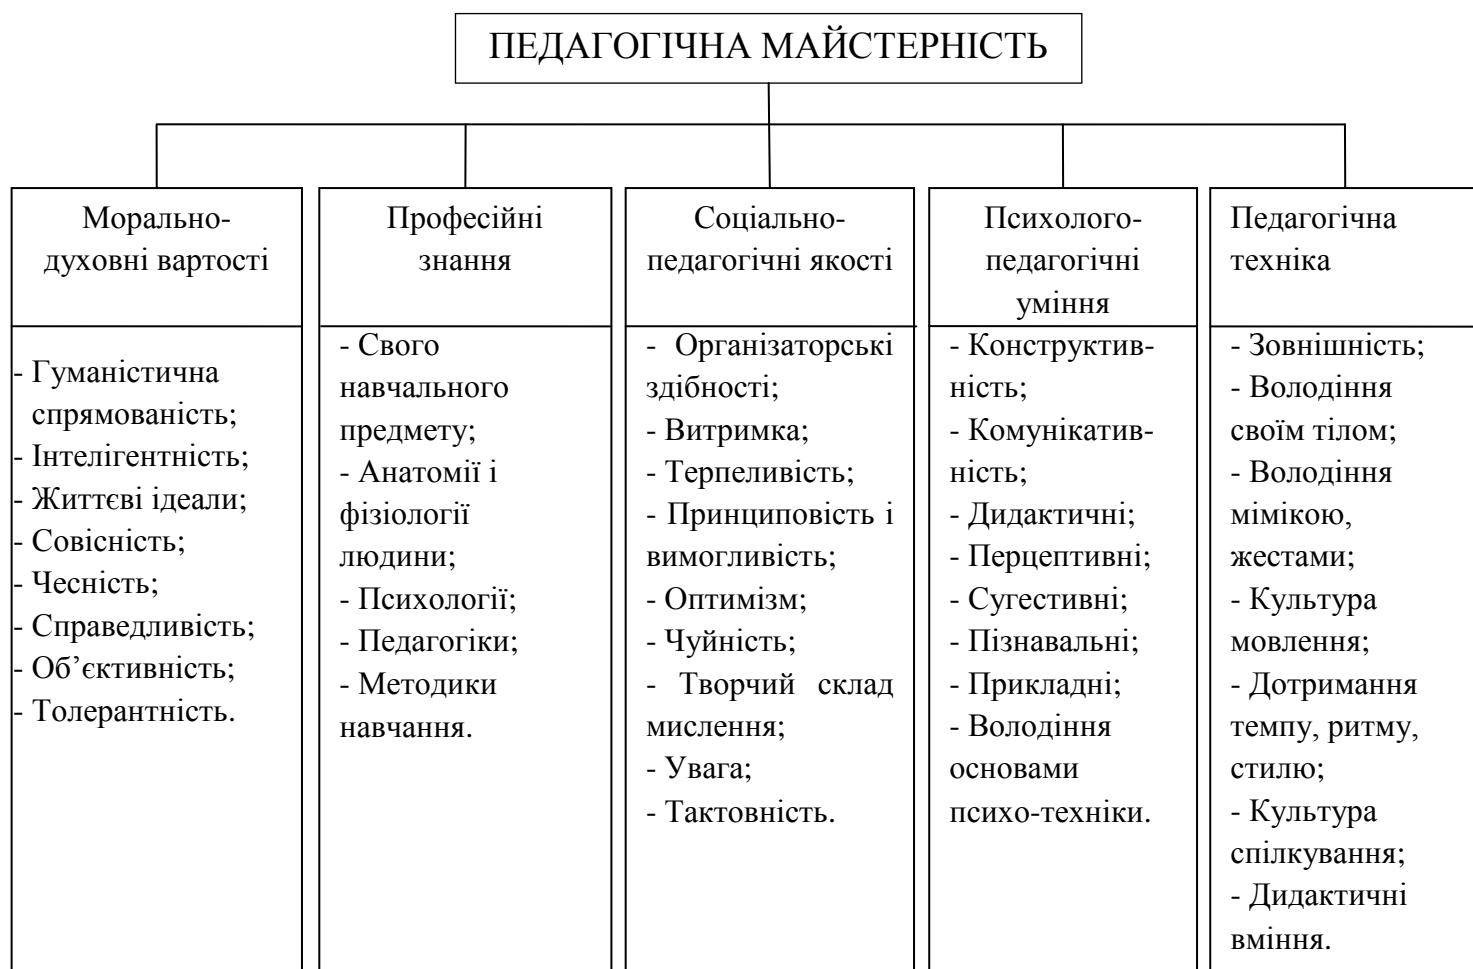 ПЕДАГОГІЧНА МАЙСТЕРНІСТЬ
Морально-
духовні вартості
- Гуманістична
спрямованість;
- Інтелігентність;
- Життєві ідеали;
- Совісність;
- Чесність;
- Справедливість;
- Об’єктивність;
- Толерантність.
Професійні
знання
- Свого
навчального
предмету;
- Анатомії і
фізіології
людини;
- Психології;
- Педагогіки;
- Методики
навчання.
Соціально-
педагогічні якості
- Організаторські
здібності;
- Витримка;
- Терпеливість;
- Принциповість і
вимогливість;
- Оптимізм;
- Чуйність;
- Творчий склад
мислення;
- Увага;
- Тактовність.
Психолого-
педагогічні
уміння
- Конструктив-
ність;
- Комунікатив-
ність;
- Дидактичні;
- Перцептивні;
- Сугестивні;
- Пізнавальні;
- Прикладні;
- Володіння
основами
психо-техніки.
Педагогічна
техніка
- Зовнішність;
- Володіння
своїм тілом;
- Володіння
мімікою,
жестами;
- Культура
мовлення;
- Дотримання
темпу, ритму,
стилю;
- Культура
спілкування;
- Дидактичні
вміння.